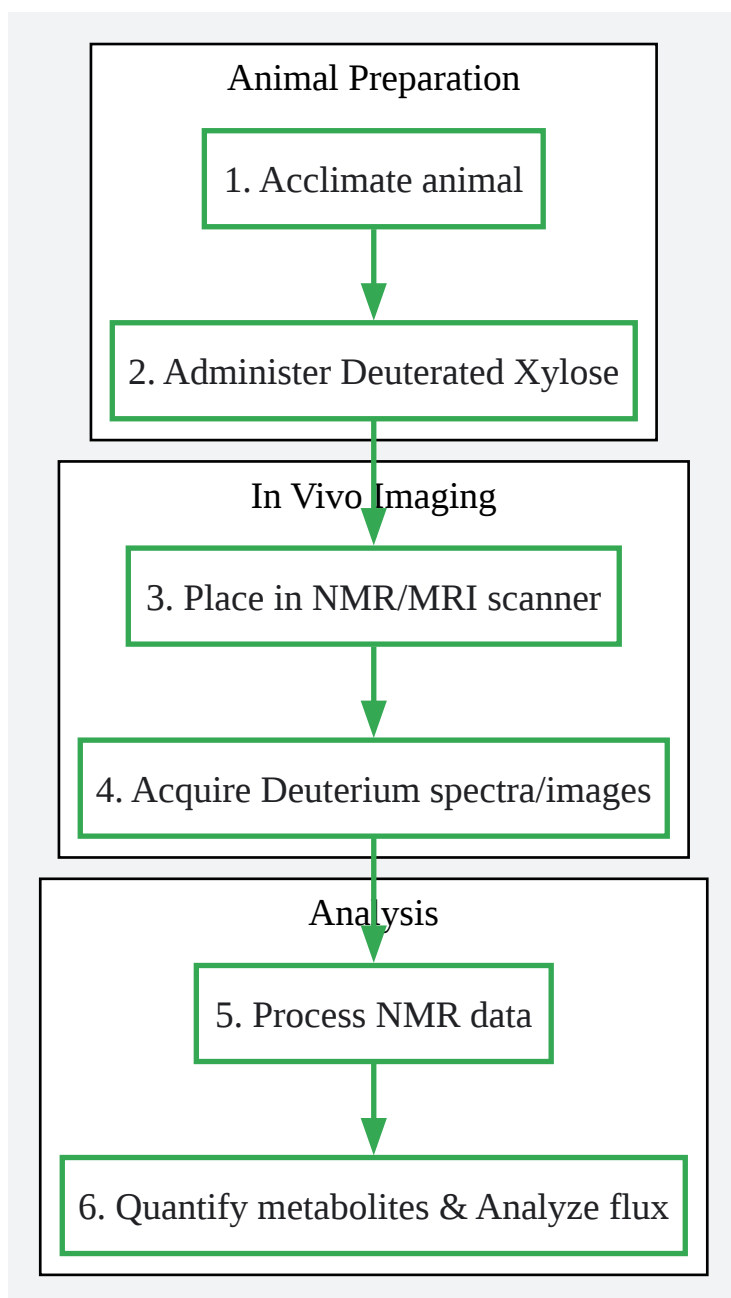 Animal Preparation
1. Acclimate animal
2. Administer Deuterated Xylose
In Vivo Imaging
3. Place in NMR/MRI scanner
4. Acquire Deuterium spectra/images
Analysis
5. Process NMR data
6. Quantify metabolites & Analyze flux